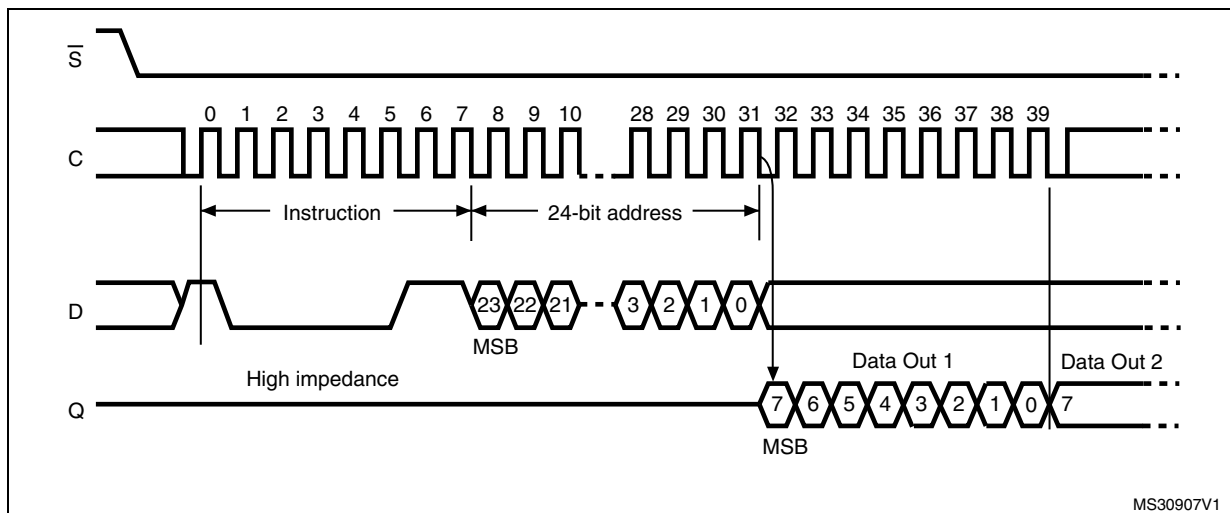 S̅
0 1 2 3 4 5 6 7 8 9 10 28 29 30 31 32 33 34 35 36 37 38 39
C
Instruction 24-bit address
D
23 22 21 3 2 1 0
MSB
High impedance Data Out 1 Data Out 2
Q
7 6 5 4 3 2 1 0 7
MSB
MS30907V1